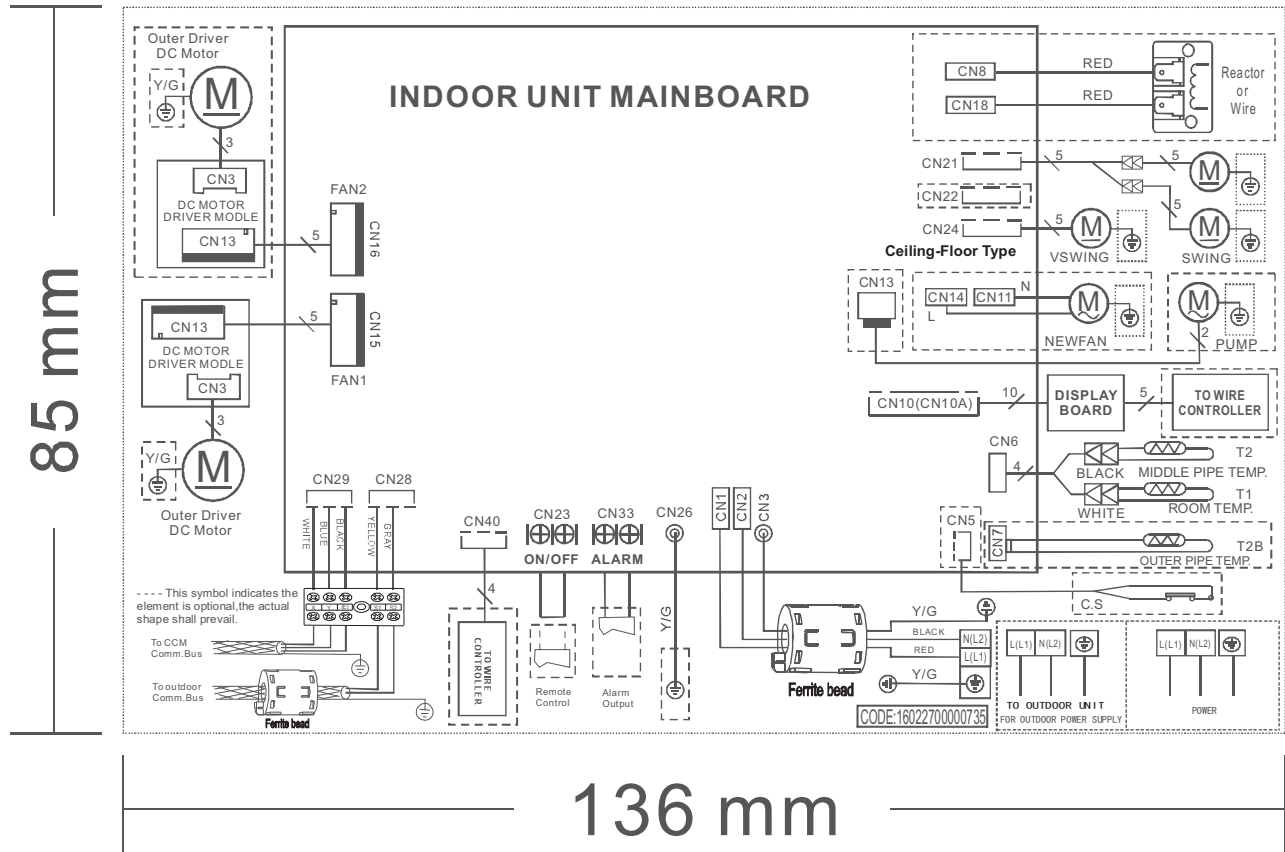 Outer Driver
DC Motor
Y/G
M
3
CN3
DC MOTOR
DRIVER MODLE
CN13
5
FAN2
CN16
INDOOR UNIT MAINBOARD
CN8
RED
CN18
RED
Reactor
or
Wire
CN21
5
5
M
CN22
5
CN24
5
M
M
Ceiling-Floor Type
VSWING
SWING
CN13
CN14
CN11
N
L
M
NEWFAN
M
2
PUMP
CN13
5
CN15
FAN1
DC MOTOR
DRIVER MODLE
CN3
3
Y/G
M
Outer Driver
DC Motor
CN10(CN10A)
10
DISPLAY
BOARD
5
TO WIRE
CONTROLLER
CN6
4
BLACK
T2
MIDDLE PIPE TEMP.
WHITE
T1
ROOM TEMP.
CN5
CN7
T2B
OUTER PIPE TEMP.
C.S
CN29
CN28
WHITE
BLUE
BLACK
YELLOW
GRAY
X Y E S1 S2
CN40
4
TO WIRE
CONTROLLER
CN23
ON/OFF
Remote
Control
CN33
ALARM
Alarm
Output
CN26
Y/G
CN1
CN2
CN3
Ferrite bead
Y/G
BLACK
N(L2)
RED
L(L1)
Y/G
CODE:16022700000735
- - - - This symbol indicates the
element is optional,the actual
shape shall prevail.
To CCM
Comm.Bus
To outdoor
Comm.Bus
Ferrite bead
L(L1) N(L2)
TO OUTDOOR UNIT
FOR OUTDOOR POWER SUPPLY
L(L1) N(L2)
POWER
85 mm
136 mm